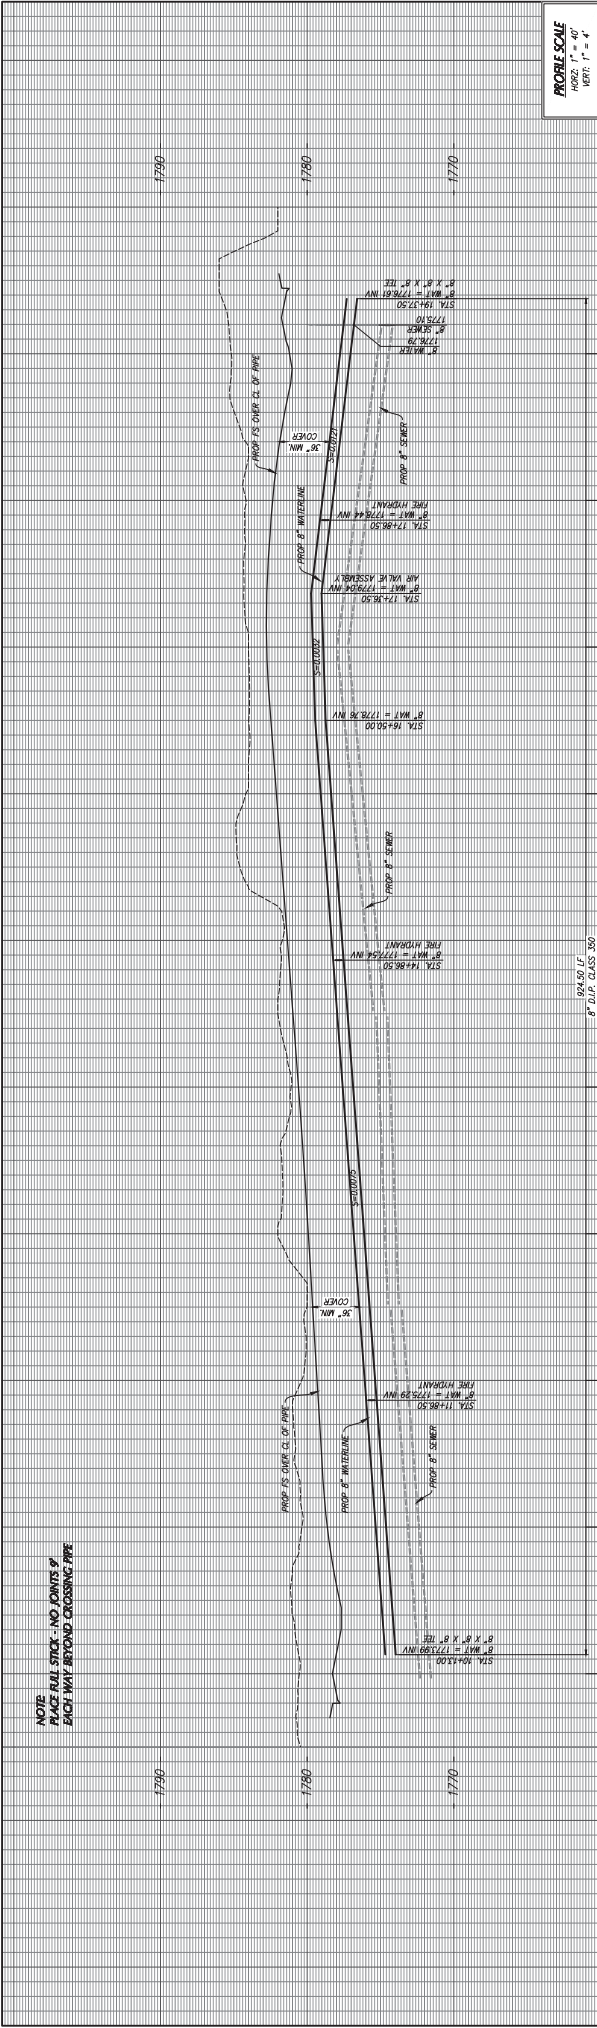 NOTE:
PLACE FULL STICK - NO JOINTS 9'
EACH WAY BEYOND CROSSING PIPE
1790
1780
1770
STA. 10+13.00
8" WAT = 1773.99 INV
8" X 8" X 8" TEE
PROP FS OVER CL OF PIPE
PROP 8" WATERLINE
PROP 8" SEWER
STA. 11+86.50
8" WAT = 1775.29 INV
FIRE HYDRANT
36" MIN.
COVER
S=0.0075
STA. 14+86.50
8" WAT = 1777.54 INV
FIRE HYDRANT
PROP 8" SEWER
STA. 16+50.00
8" WAT = 1778.76 INV
S=0.0032
STA. 17+36.50
8" WAT = 1779.04 INV
AIR VALVE ASSEMBLY
PROP 8" WATERLINE
STA. 17+86.50
8" WAT = 1778.44 INV
FIRE HYDRANT
S=0.0121
36" MIN.
COVER
PROP FS OVER CL OF PIPE
PROP 8" SEWER
8" WATER
1776.79
8" SEWER
1775.10
STA. 19+37.50
8" WAT = 1776.61 INV
8" X 8" X 8" TEE
924.50 LF
8" D.I.P. CLASS 350
1790
1780
1770
PROFILE SCALE
HORZ: 1" = 40'
VERT: 1" = 4'